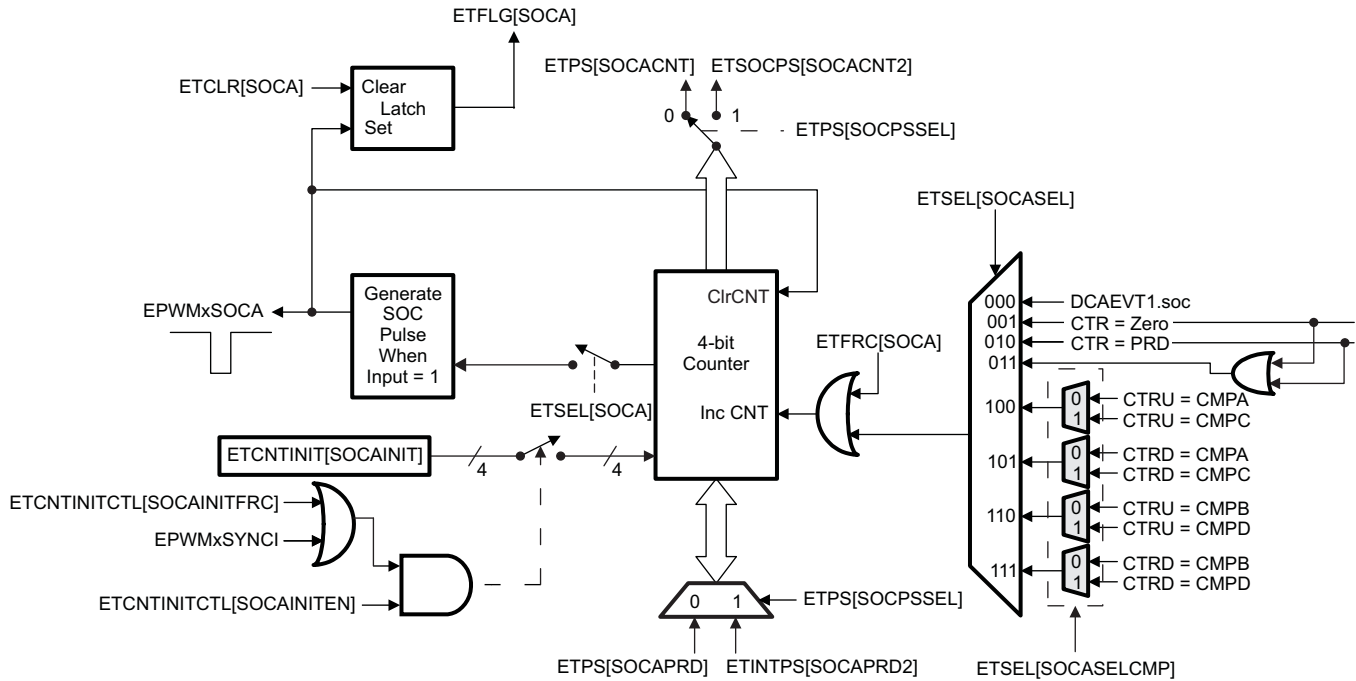 ETFLG[SOCA]
ETPS[SOCACNT]
ETSOCPS[SOCACNT2]
ETCLR[SOCA]
Clear
Latch
Set
0
1
ETPS[SOCPSSEL]
ETSEL[SOCASEL]
EPWMxSOCA
Generate
SOC
Pulse
When
Input = 1
ClrCNT
4-bit
Counter
Inc CNT
ETSEL[SOCA]
ETFRC[SOCA]
000
DCAEVT1.soc
001
CTR = Zero
010
CTR = PRD
011
100
0
CTRU = CMPA
1
CTRU = CMPC
101
0
CTRD = CMPA
1
CTRD = CMPC
110
0
CTRU = CMPB
1
CTRU = CMPD
111
0
CTRD = CMPB
1
CTRD = CMPD
ETCNTINIT[SOCAINIT]
4
4
ETCNTINITCTL[SOCAINITFRC]
EPWMxSYNCI
ETCNTINITCTL[SOCAINITEN]
0 1
ETPS[SOCPSSEL]
ETPS[SOCAPRD]
ETINTPS[SOCAPRD2]
ETSEL[SOCASELCMP]